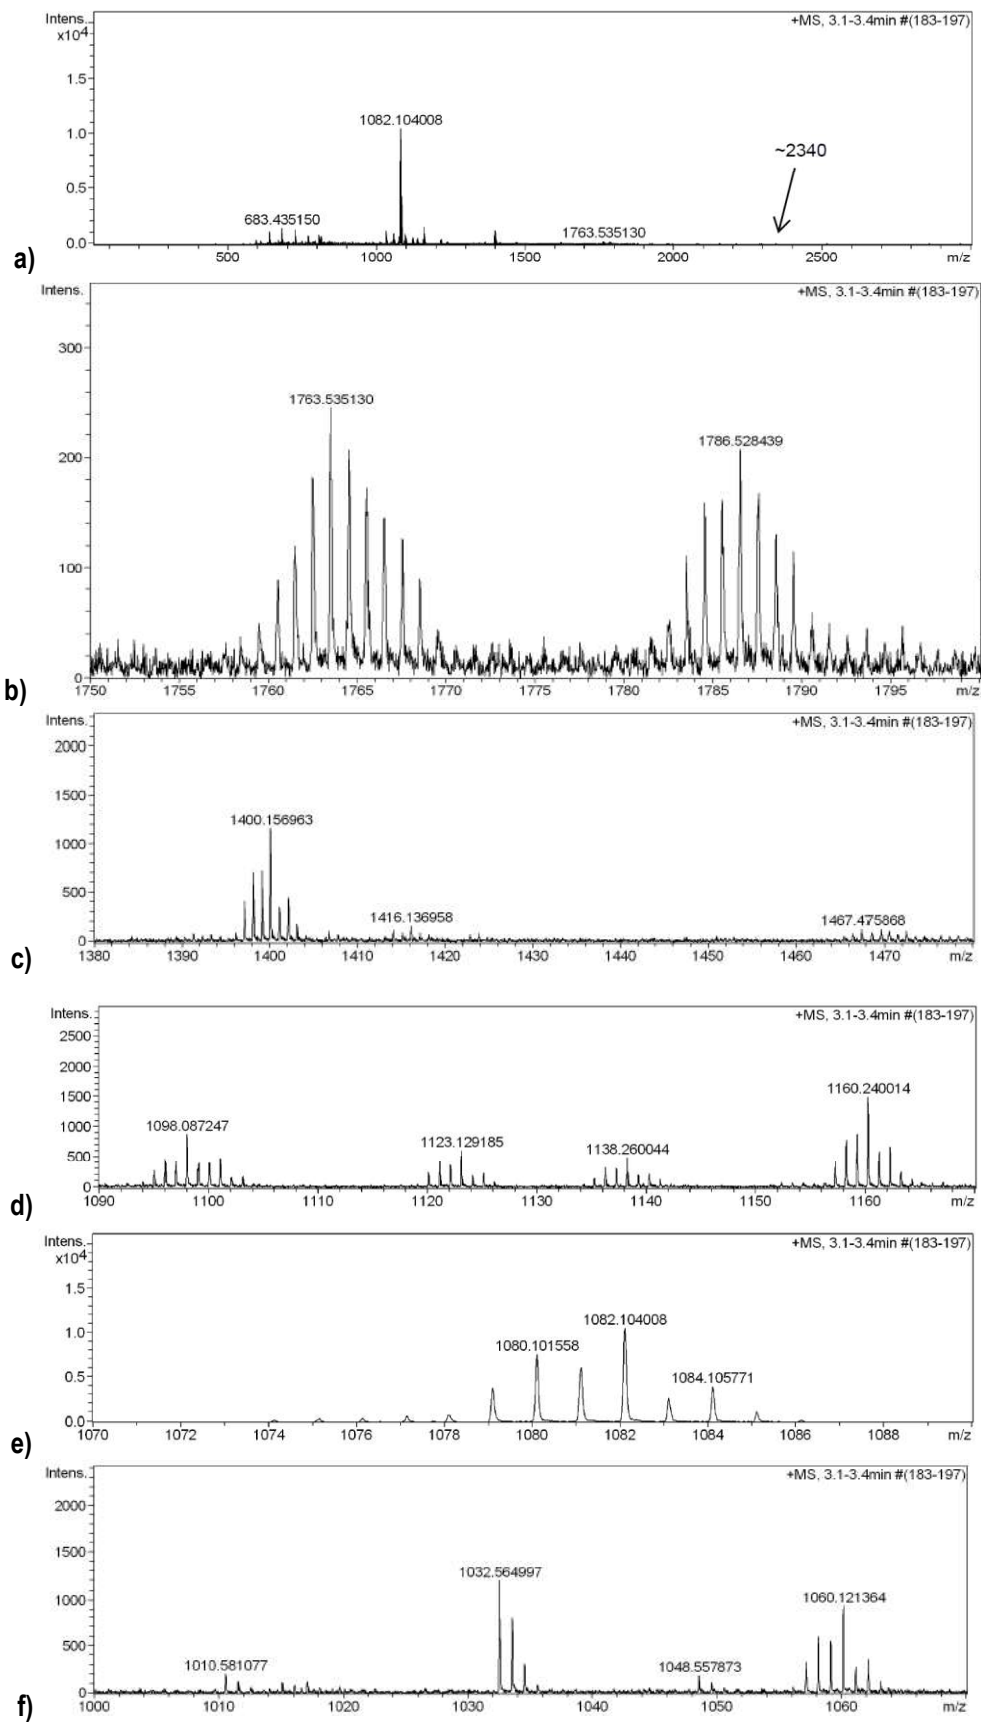 Intens.
x10⁴
+MS, 3.1-3.4min #(183-197)
1.5
1082.104008
1.0
~2340
0.5
683.435150
1763.535130
0.0
500 1000 1500 2000 2500 m/z
a)
Intens.
+MS, 3.1-3.4min #(183-197)
300
1763.535130
1786.528439
200
100
0
1750 1755 1760 1765 1770 1775 1780 1785 1790 1795 m/z
b)
Intens.
+MS, 3.1-3.4min #(183-197)
2000
1500
1400.156963
1000
500
1416.136958
1467.475868
0
1380 1390 1400 1410 1420 1430 1440 1450 1460 1470 m/z
c)
Intens.
+MS, 3.1-3.4min #(183-197)
2500
2000
1500
1160.240014
1000
1098.087247
1123.129185
1138.260044
500
0
1090 1100 1110 1120 1130 1140 1150 1160 m/z
d)
Intens.
x10⁴
+MS, 3.1-3.4min #(183-197)
1.5
1082.104008
1.0
1080.101558
1084.105771
0.5
0.0
1070 1072 1074 1076 1078 1080 1082 1084 1086 1088 m/z
e)
Intens.
+MS, 3.1-3.4min #(183-197)
2000
1500
1032.564997
1000
1060.121364
500
1010.581077
1048.557873
0
1000 1010 1020 1030 1040 1050 1060 m/z
f)